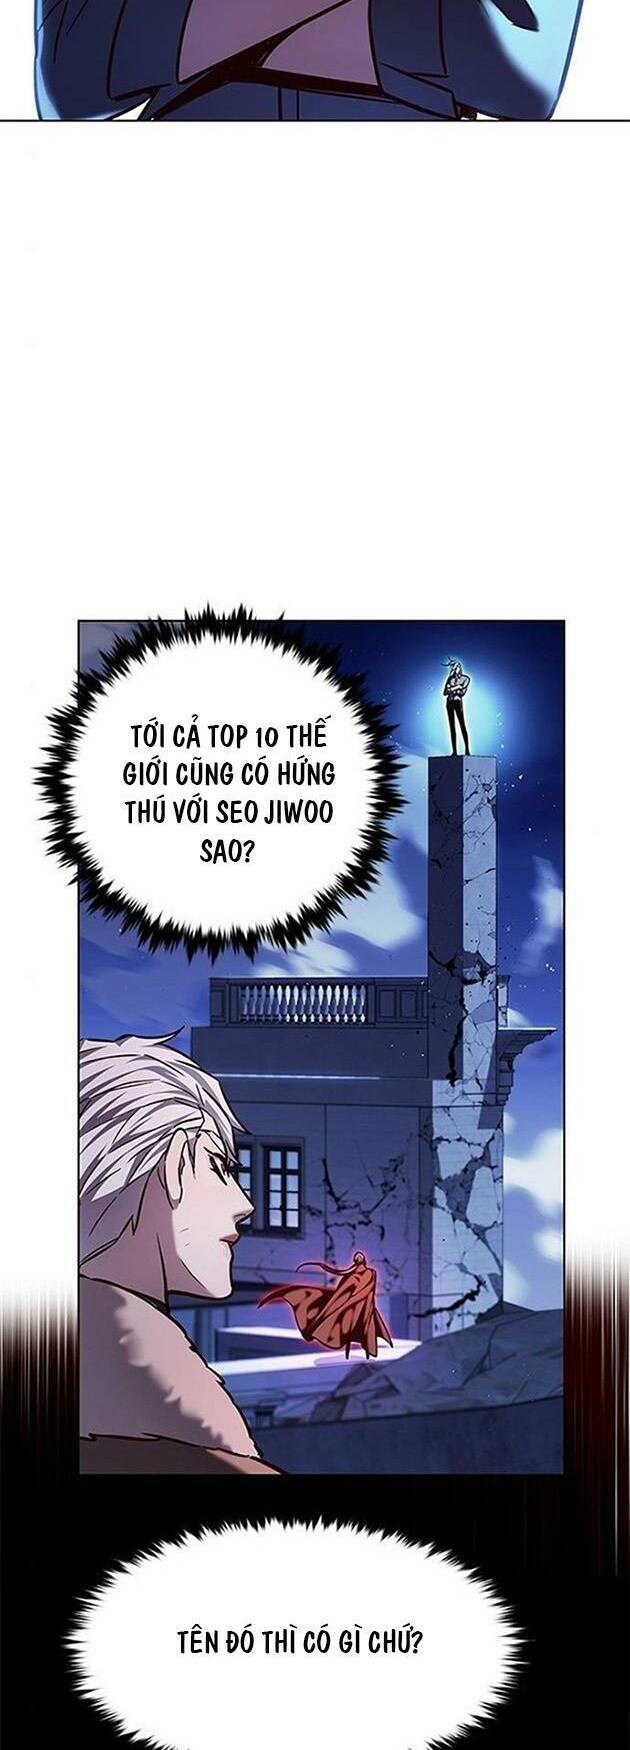 TỚI CẢ TOP 10 THẾ
GIỚI CŨNG CÓ HỨNG
THÚ VỚI SEO JIWOO
SAO?
TÊN ĐÓ THÌ CÓ GÌ CHỨ?